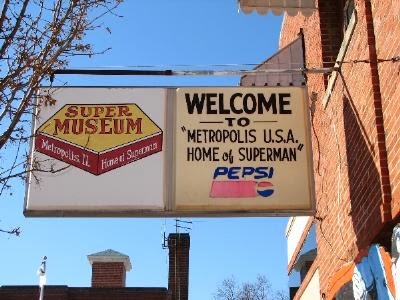 SUPER
MUSEUM
Metropolis, IL
Home of Superman
WELCOME
TO
"METROPOLIS U.S.A.
HOME of SUPERMAN"
PEPSI